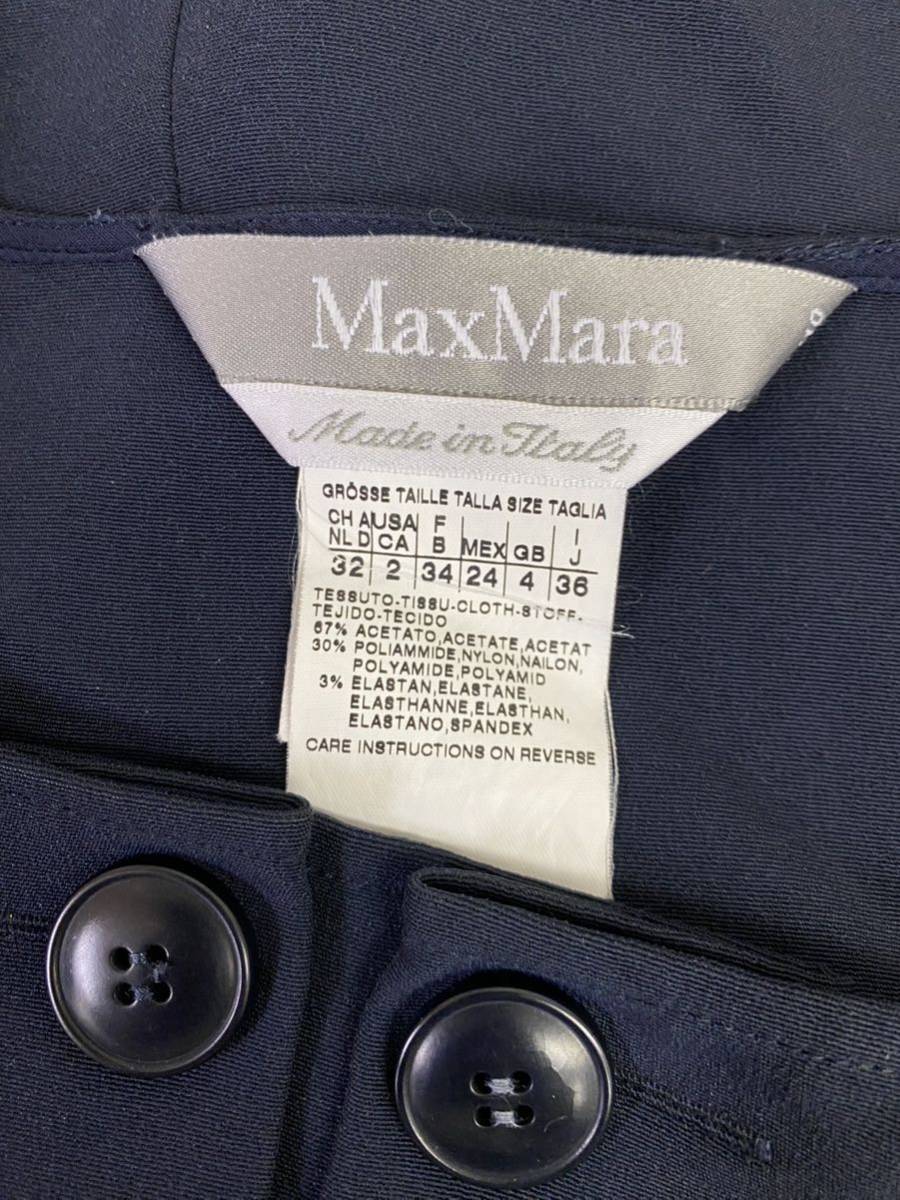 MaxMara
Made in Italy
GRÖSSE TAILLE TALLA SIZE TAGLIA
CH A USA F I
NL D CA B MEX GB J
32 2 34 24 4 36
TESSUTO-TISSU-CLOTH-STOFF-
TEJIDO-TECIDO
67% ACETATO,ACETATE,ACETAT
30% POLIAMMIDE,NYLON,NAILON,
POLYAMIDE,POLYAMID
3% ELASTAN,ELASTANE,
ELASTHANNE,ELASTHAN,
ELASTANO,SPANDEX
CARE INSTRUCTIONS ON REVERSE